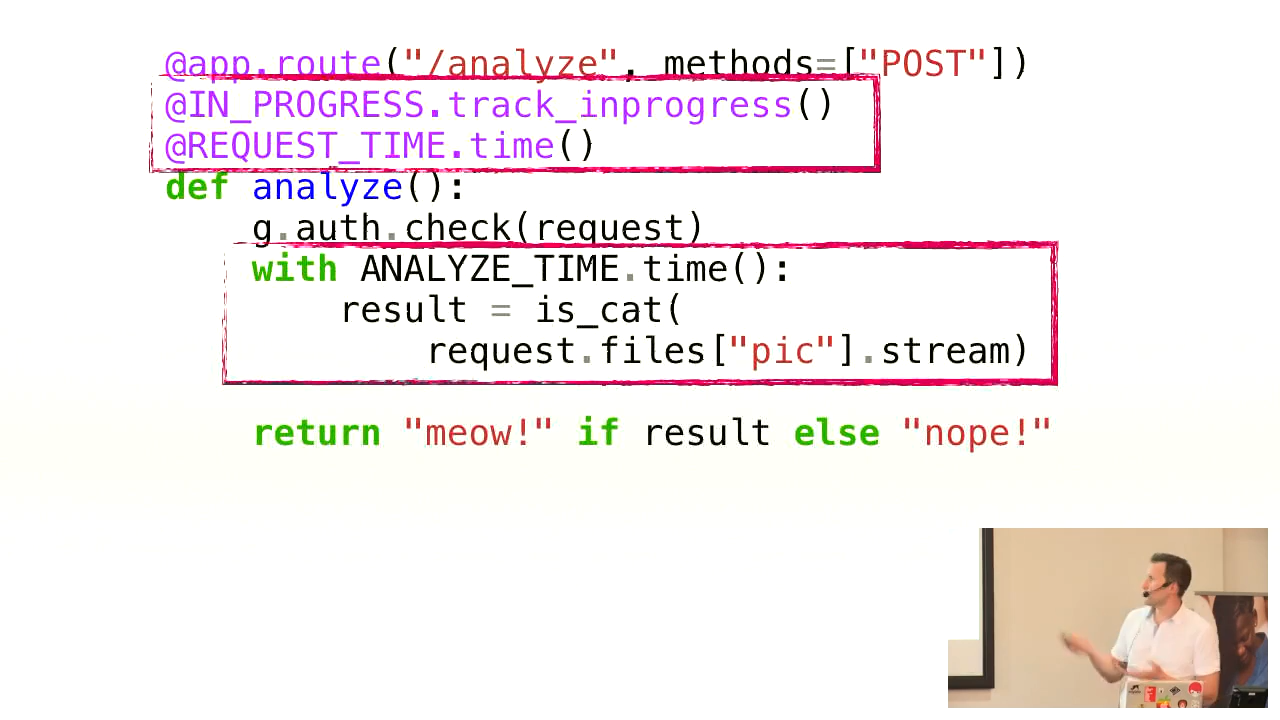 @app.route("/analyze", methods=["POST"])
@IN_PROGRESS.track_inprogress()
@REQUEST_TIME.time()
def analyze():
    g.auth.check(request)
    with ANALYZE_TIME.time():
        result = is_cat(
            request.files["pic"].stream)
    return "meow!" if result else "nope!"